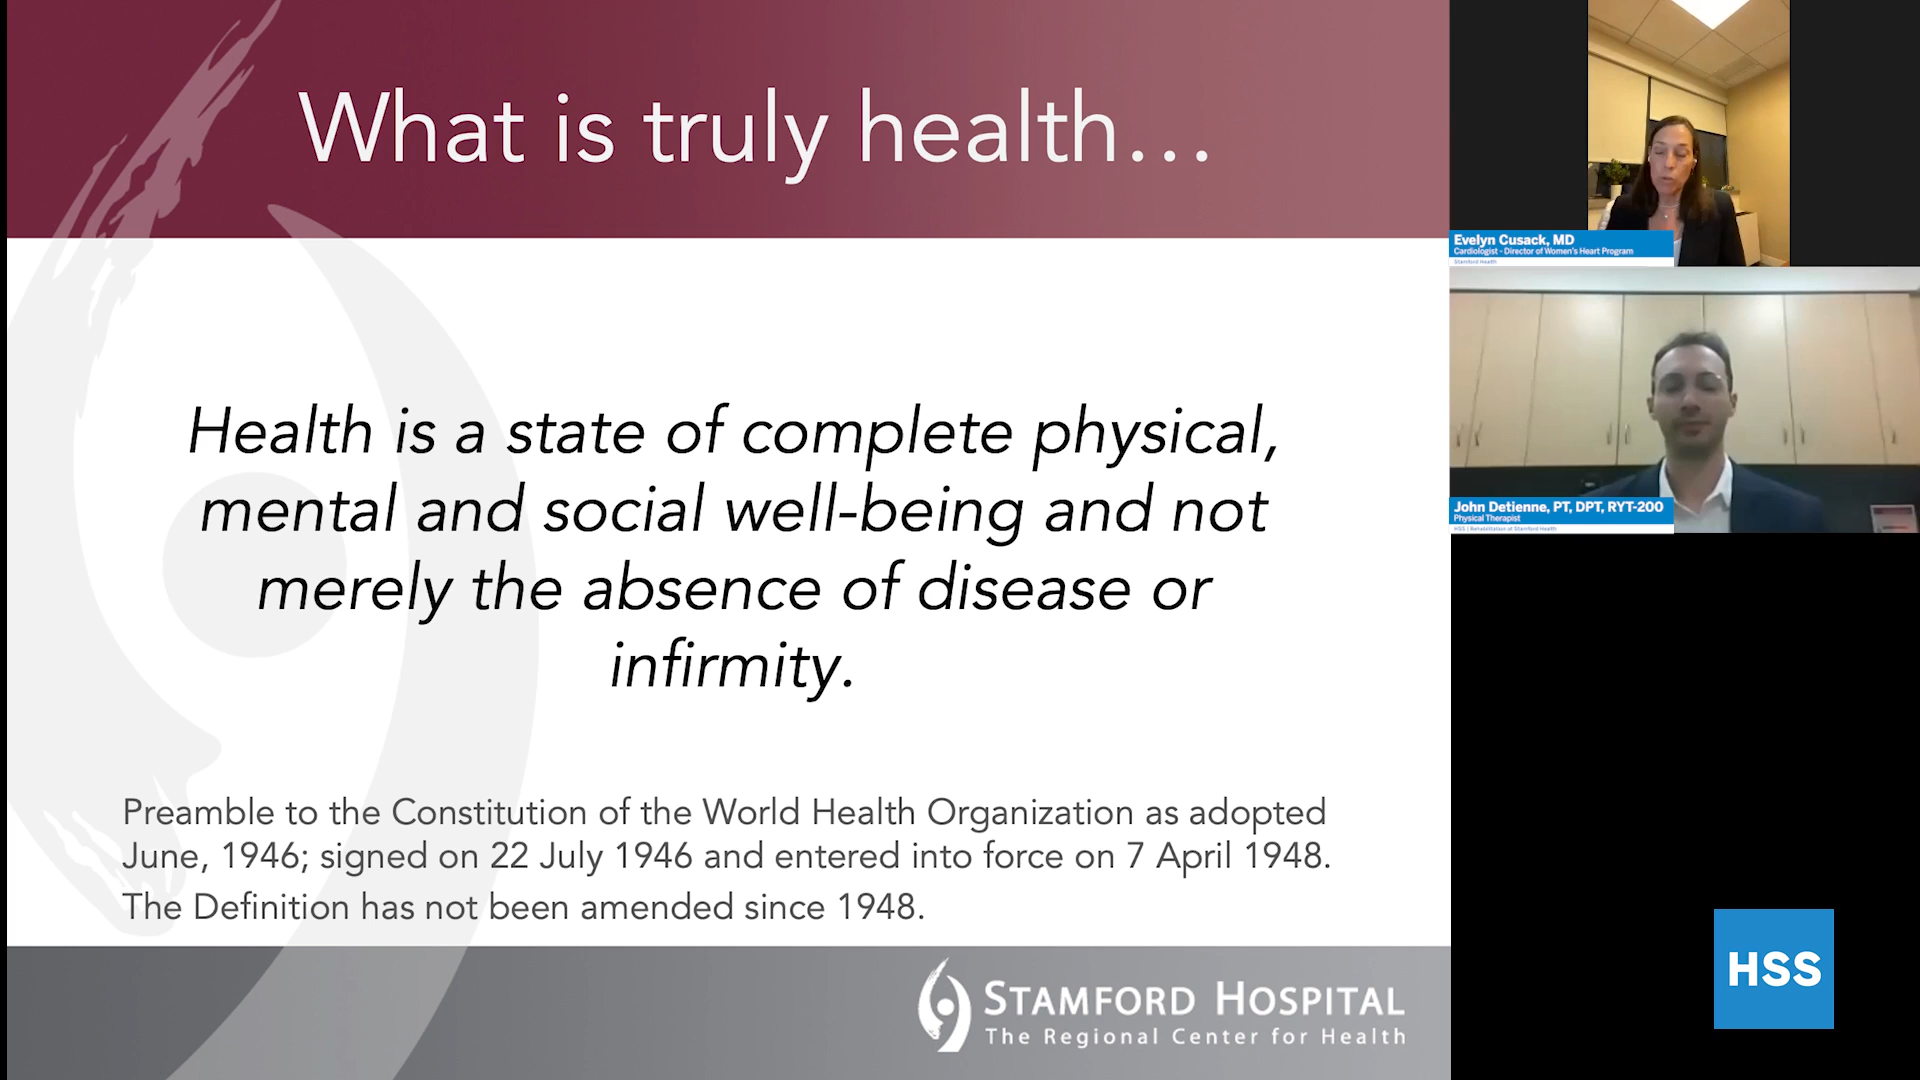 What is truly health...
Health is a state of complete physical,
mental and social well-being and not
merely the absence of disease or
infirmity.
Preamble to the Constitution of the World Health Organization as adopted
June, 1946; signed on 22 July 1946 and entered into force on 7 April 1948.
The Definition has not been amended since 1948.
STAMFORD HOSPITAL
The Regional Center for Health
Evelyn Cusack, MD
Cardiologist - Director of Women's Heart Program
Stamford Health
John Detienne, PT, DPT, RYT-200
Physical Therapist
HSS | Rehabilitation at Stamford Health
HSS